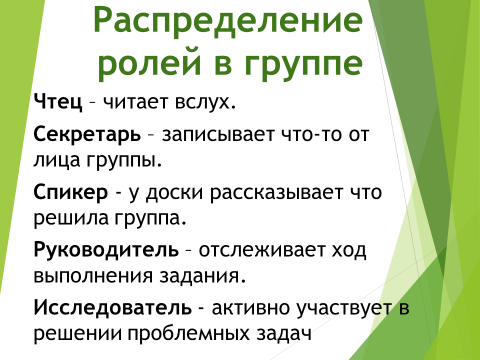 Распределение
ролей в группе
Чтец – читает вслух.
Секретарь – записывает что-то от
лица группы.
Спикер - у доски рассказывает что
решила группа.
Руководитель – отслеживает ход
выполнения задания.
Исследователь - активно участвует в
решении проблемных задач